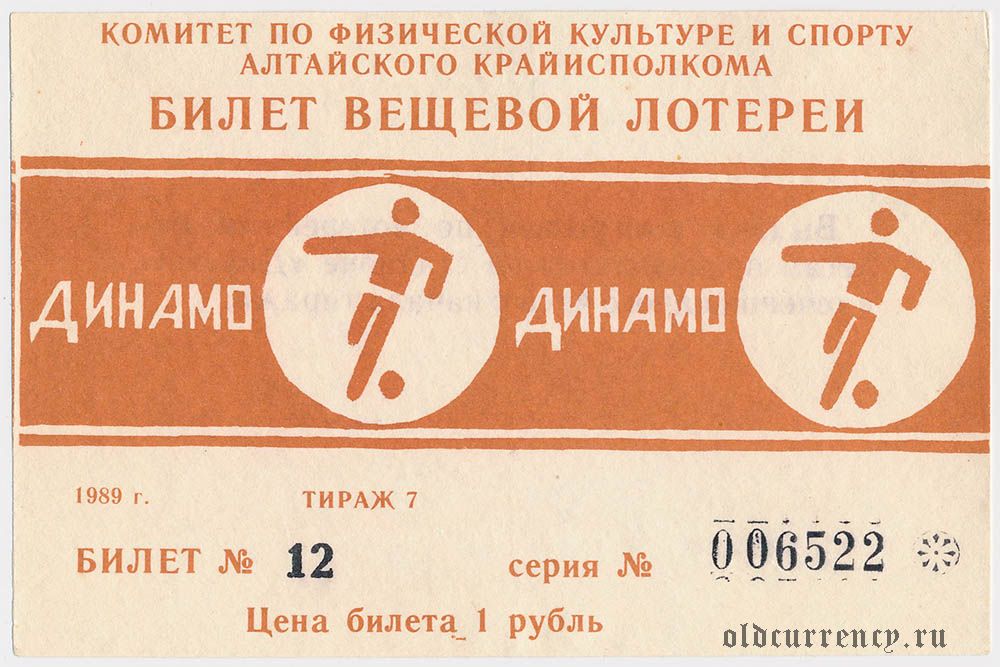 КОМИТЕТ ПО ФИЗИЧЕСКОЙ КУЛЬТУРЕ И СПОРТУ
АЛТАЙСКОГО КРАЙИСПОЛКОМА
БИЛЕТ ВЕЩЕВОЙ ЛОТЕРЕИ
ДИНАМО ДИНАМО
1989 г. ТИРАЖ 7
БИЛЕТ № 12 серия № 006522
Цена билета 1 рубль
oldcurrency.ru